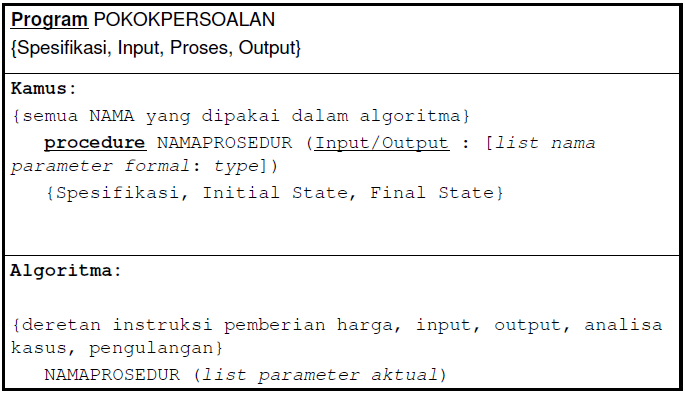 Program POKOKPERSOALAN
{Spesifikasi, Input, Proses, Output}
Kamus:
{semua NAMA yang dipakai dalam algoritma}
procedure NAMAPROSEDUR (Input/Output : [list nama
parameter formal: type])
{Spesifikasi, Initial State, Final State}
Algoritma:
{deretan instruksi pemberian harga, input, output, analisa
kasus, pengulangan}
NAMAPROSEDUR (list parameter aktual)